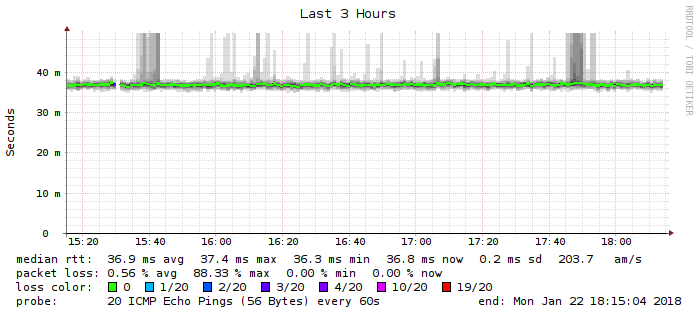 Last 3 Hours
RRDTOOL / TOBI OETIKER
Seconds
40 m
30 m
20 m
10 m
0
15:20 15:40 16:00 16:20 16:40 17:00 17:20 17:40 18:00
median rtt: 36.9 ms avg 37.4 ms max 36.3 ms min 36.8 ms now 0.2 ms sd 203.7 am/s
packet loss: 0.56 % avg 88.33 % max 0.00 % min 0.00 % now
loss color: 0 1/20 2/20 3/20 4/20 10/20 19/20
probe: 20 ICMP Echo Pings (56 Bytes) every 60s end: Mon Jan 22 18:15:04 2018